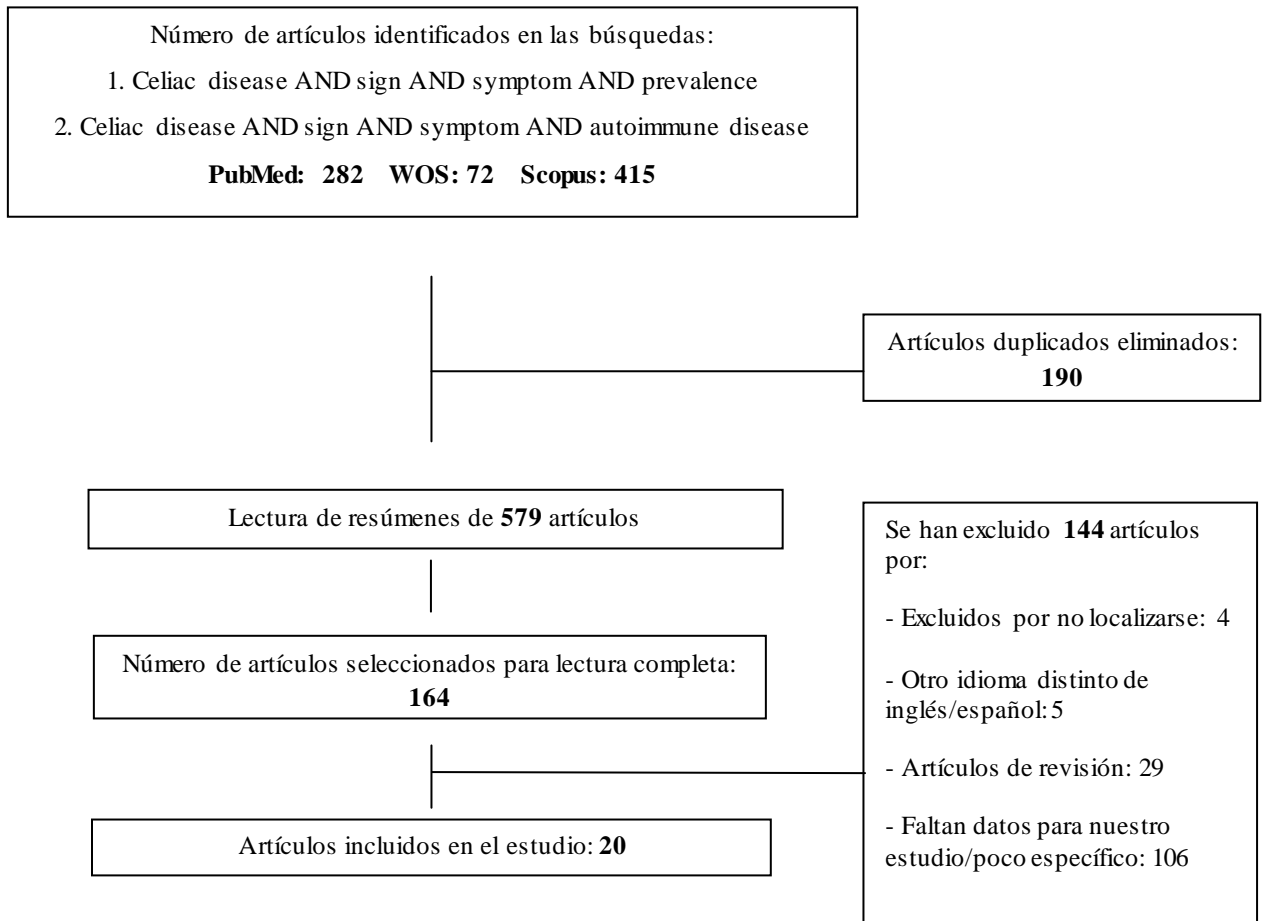 Número de artículos identificados en las búsquedas:
1. Celiac disease AND sign AND symptom AND prevalence
2. Celiac disease AND sign AND symptom AND autoimmune disease
PubMed: 282 WOS: 72 Scopus: 415
Artículos duplicados eliminados:
190
Lectura de resúmenes de 579 artículos
Número de artículos seleccionados para lectura completa:
164
Se han excluido 144 artículos
por:
- Excluidos por no localizarse: 4
- Otro idioma distinto de
inglés/español: 5
- Artículos de revisión: 29
- Faltan datos para nuestro
estudio/poco específico: 106
Artículos incluidos en el estudio: 20